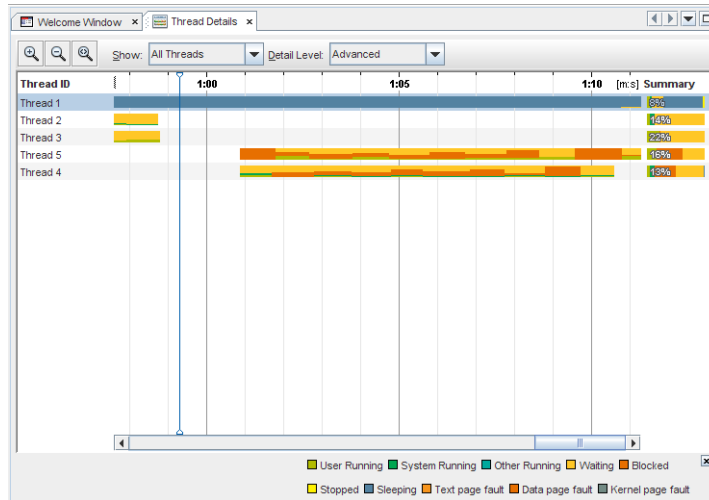 Welcome Window × Thread Details ×
Show: All Threads Detail Level: Advanced
Thread ID 1:00 1:05 1:10 [m:s] Summary
Thread 1 8%
Thread 2 14%
Thread 3 22%
Thread 5 16%
Thread 4 13%
User Running System Running Other Running Waiting Blocked
Stopped Sleeping Text page fault Data page fault Kernel page fault